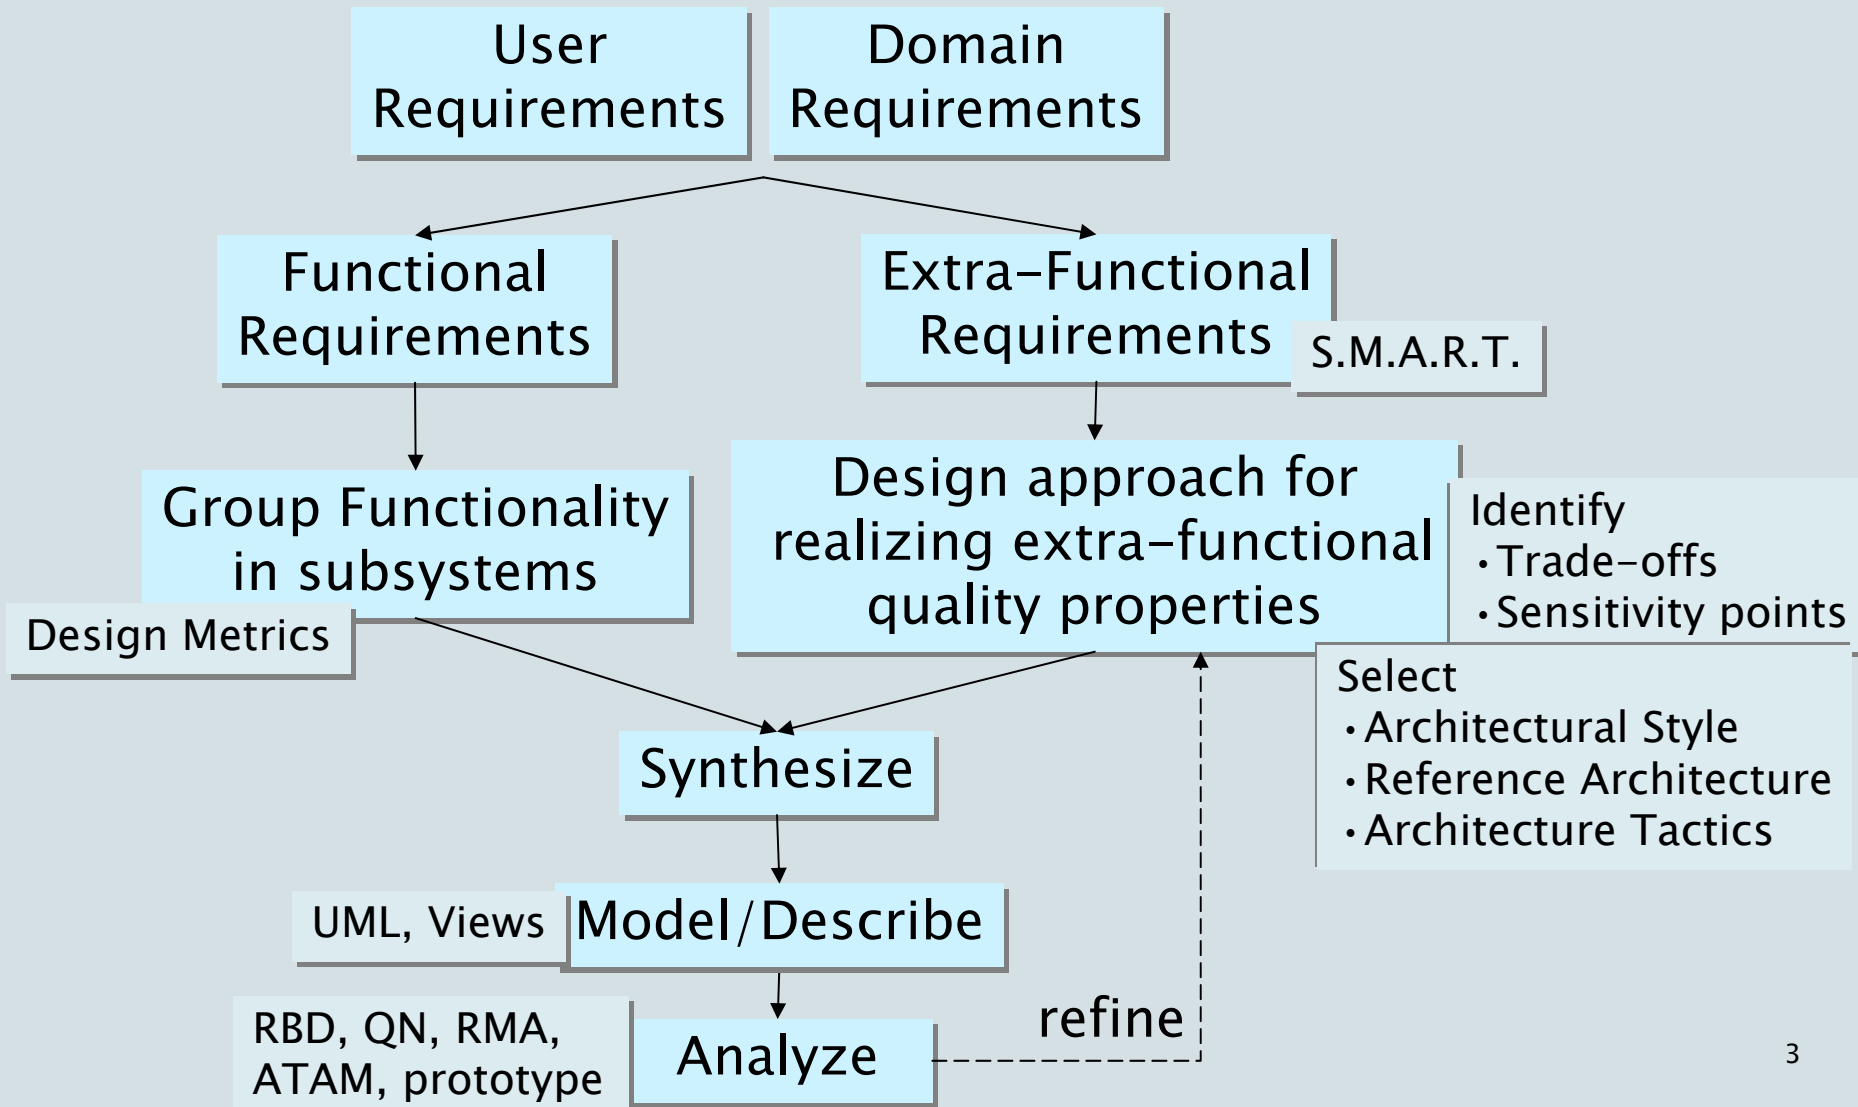 User
Requirements
Domain
Requirements
Functional
Requirements
Extra-Functional
Requirements
S.M.A.R.T.
Group Functionality
in subsystems
Design Metrics
Design approach for
realizing extra-functional
quality properties
Identify
• Trade-offs
• Sensitivity points
Select
• Architectural Style
• Reference Architecture
• Architecture Tactics
Synthesize
UML, Views
Model/Describe
RBD, QN, RMA,
ATAM, prototype
Analyze
refine
3